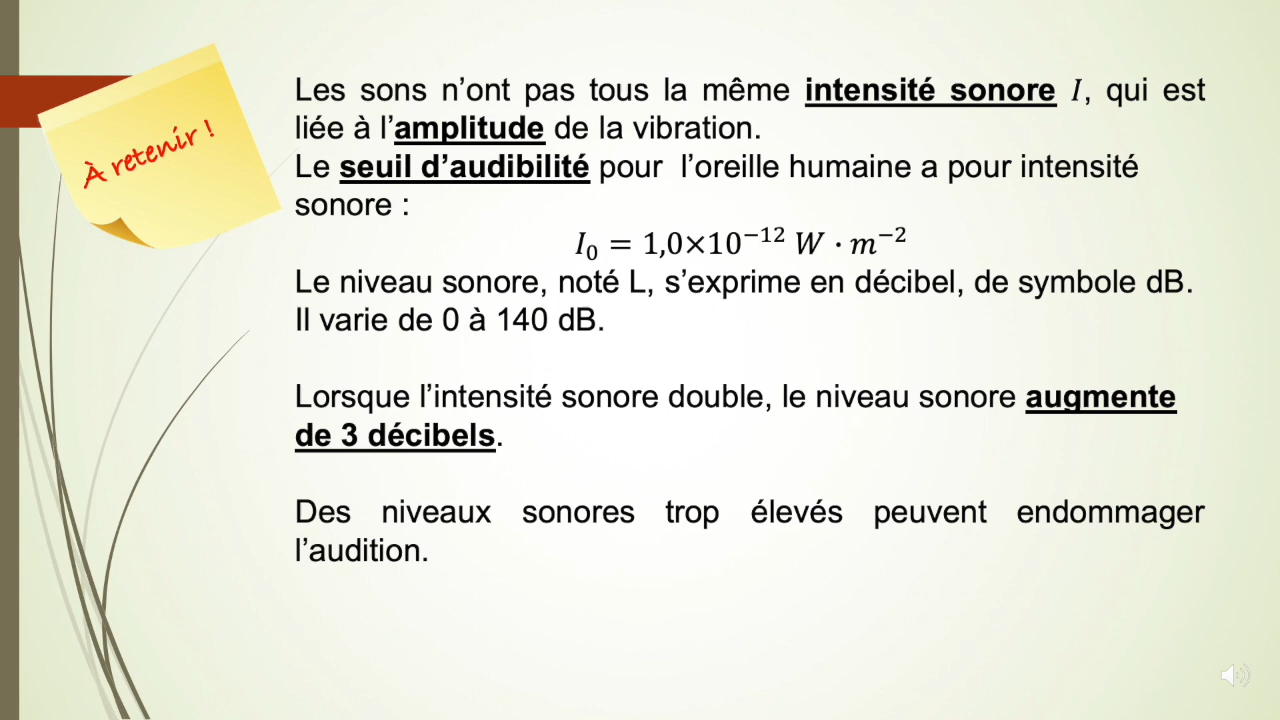 À retenir !
Les sons n’ont pas tous la même intensité sonore I, qui est
liée à l’amplitude de la vibration.
Le seuil d’audibilité pour l’oreille humaine a pour intensité
sonore :
I₀ = 1,0×10⁻¹² W · m⁻²
Le niveau sonore, noté L, s’exprime en décibel, de symbole dB.
Il varie de 0 à 140 dB.
Lorsque l’intensité sonore double, le niveau sonore augmente
de 3 décibels.
Des niveaux sonores trop élevés peuvent endommager
l’audition.